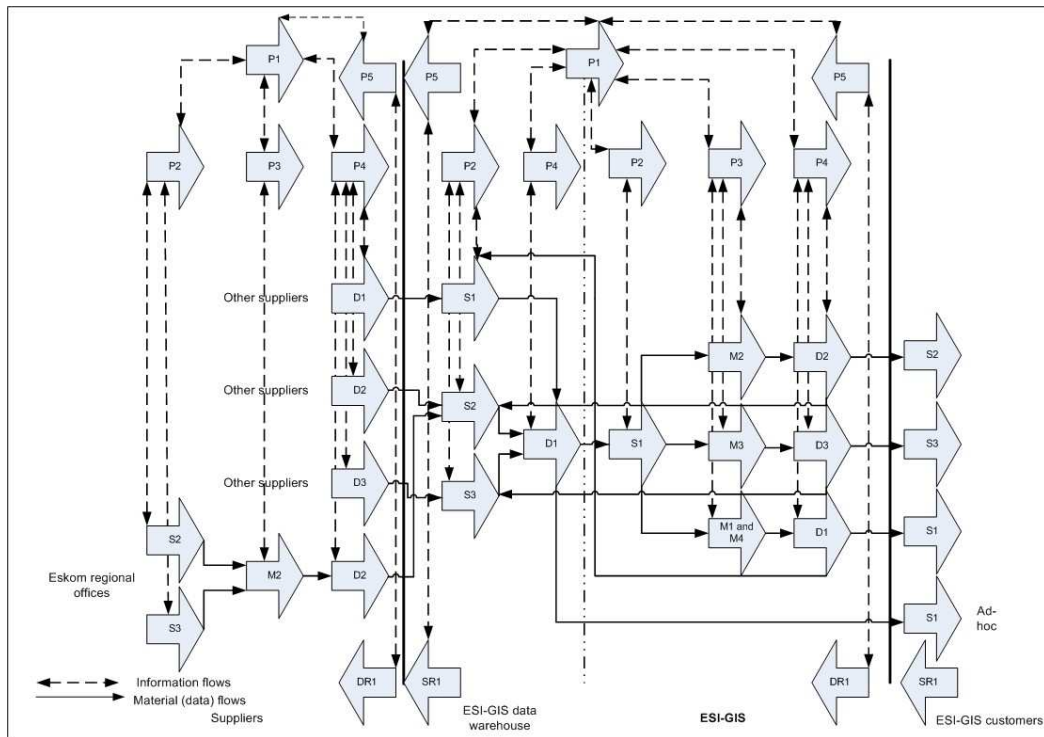 P1
P5
P5
P1
P5
P2
P3
P4
P2
P4
P2
P3
P4
Other suppliers
D1
S1
M2
D2
S2
Other suppliers
D2
S2
D1
S1
M3
D3
S3
Other suppliers
D3
S3
M1 and
M4
D1
S1
S2
Eskom regional
offices
M2
D2
S3
S1
Ad-
hoc
DR1
SR1
DR1
SR1
Information flows
Material (data) flows
Suppliers
ESI-GIS data
warehouse
ESI-GIS
ESI-GIS customers